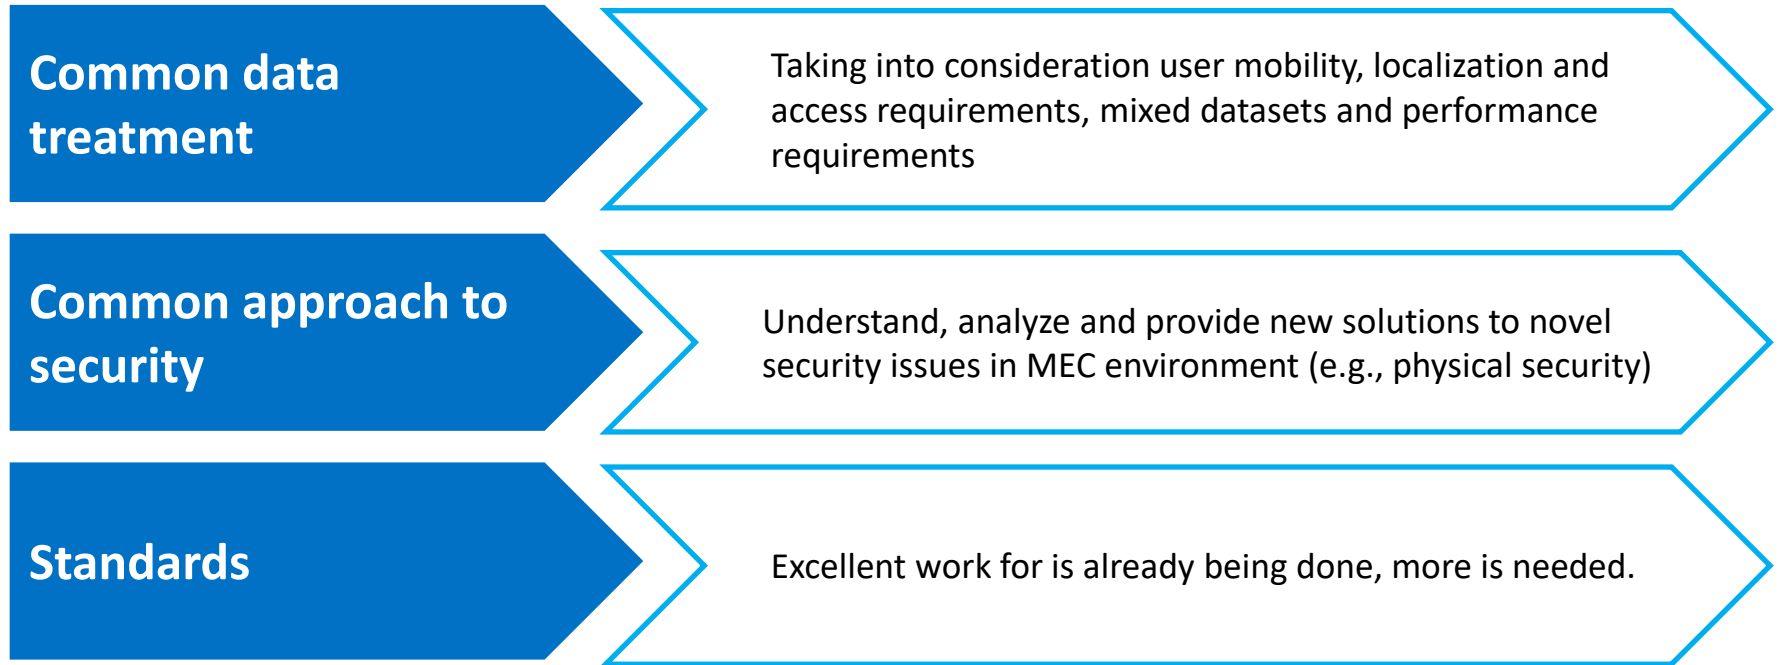 Common data
treatment
Taking into consideration user mobility, localization and
access requirements, mixed datasets and performance
requirements
Common approach to
security
Understand, analyze and provide new solutions to novel
security issues in MEC environment (e.g., physical security)
Standards
Excellent work for is already being done, more is needed.